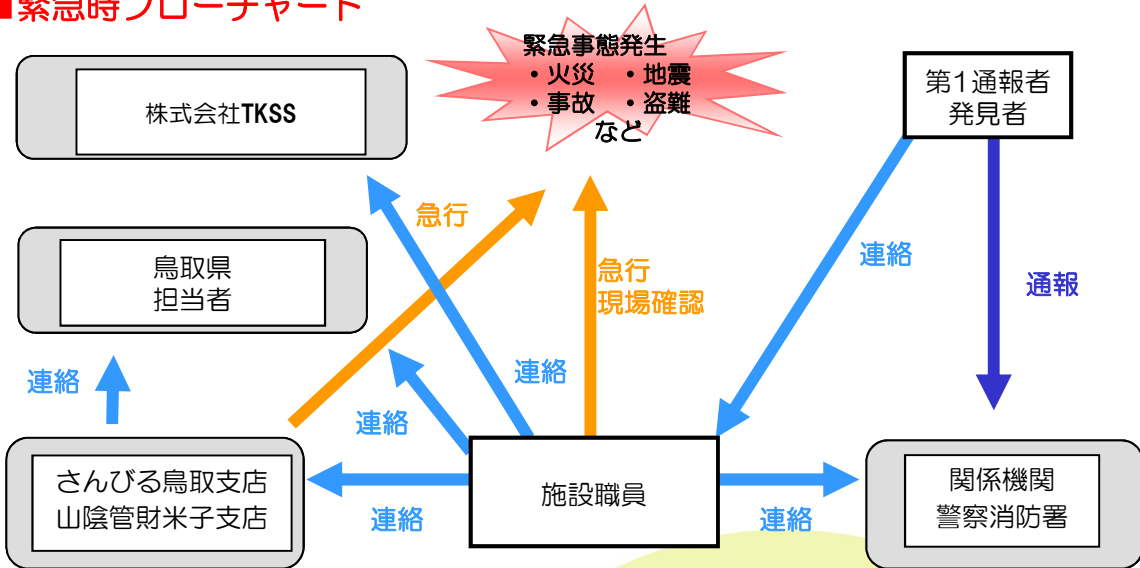 ■緊急時フローチャート
緊急事態発生
・火災 ・地震
・事故 ・盗難
など
第1通報者
発見者
株式会社TKSS
急行
鳥取県
担当者
急行
現場確認
連絡
通報
連絡
連絡
連絡
さんびる鳥取支店
山陰管財米子支店
連絡
施設職員
連絡
関係機関
警察消防署